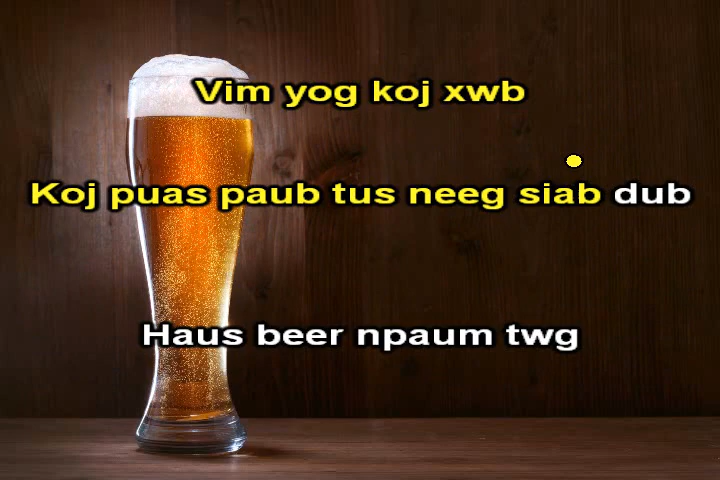 Vim yog koj xwb
Koj puas paub tus neeg siab dub
Haus beer npaum twg